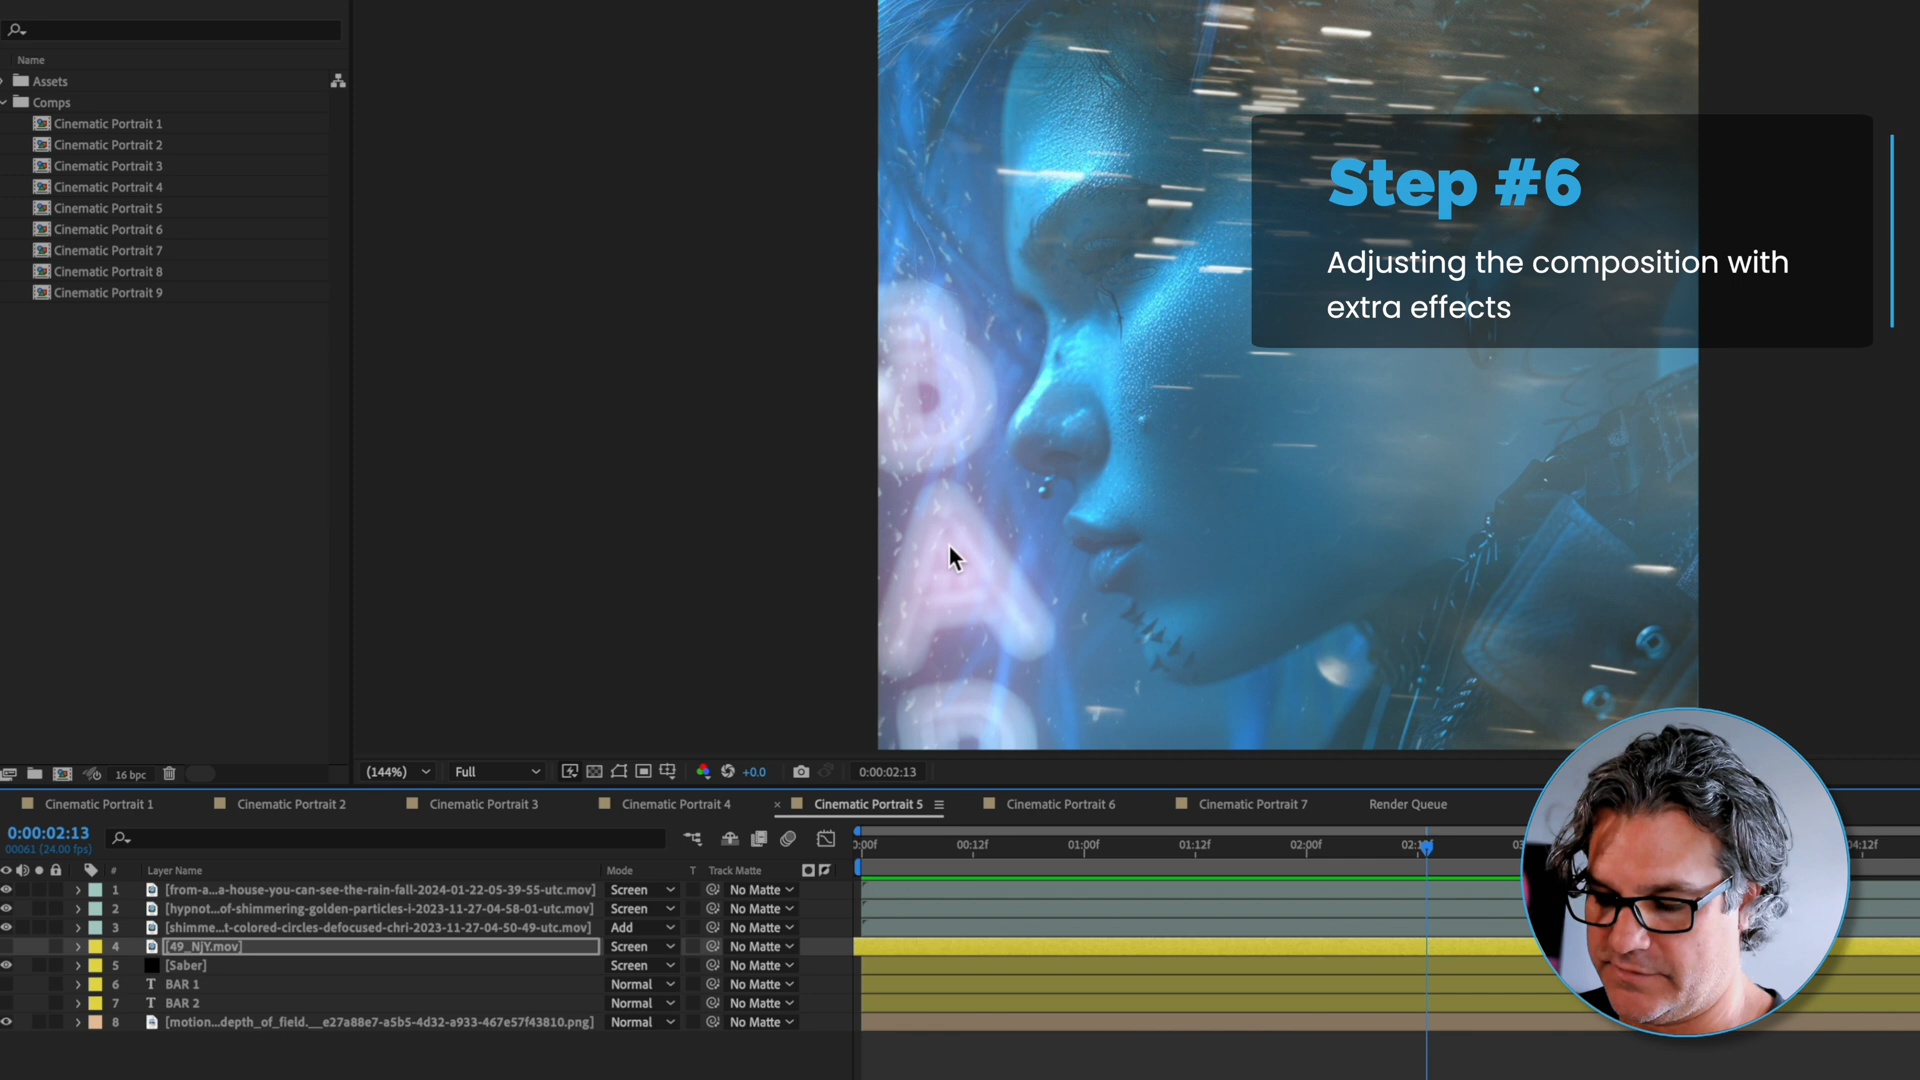 Name
Assets
Comps
Cinematic Portrait 1
Cinematic Portrait 2
Cinematic Portrait 3
Cinematic Portrait 4
Cinematic Portrait 5
Cinematic Portrait 6
Cinematic Portrait 7
Cinematic Portrait 8
Cinematic Portrait 9
BAR
Step #6
Adjusting the composition with
extra effects
16 bpc
(144%) Full +0.0 0:00:02:13
Cinematic Portrait 1 Cinematic Portrait 2 Cinematic Portrait 3 Cinematic Portrait 4 × Cinematic Portrait 5 Cinematic Portrait 6 Cinematic Portrait 7 Render Queue
0:00:02:13
00061 (24.00 fps)
0:00f 00:12f 01:00f 01:12f 02:00f 04:12f
# Layer Name Mode T Track Matte
1 [from-a...a-house-you-can-see-the-rain-fall-2024-01-22-05-39-55-utc.mov] Screen No Matte
2 [hypnot...of-shimmering-golden-particles-i-2023-11-27-04-58-01-utc.mov] Screen No Matte
3 [shimme...t-colored-circles-defocused-chri-2023-11-27-04-50-49-utc.mov] Add No Matte
4 [49_NjY.mov] Screen No Matte
5 [Saber] Screen No Matte
6 T BAR 1 Normal No Matte
7 T BAR 2 Normal No Matte
8 [motion...depth_of_field.__e27a88e7-a5b5-4d32-a933-467e57f43810.png] Normal No Matte